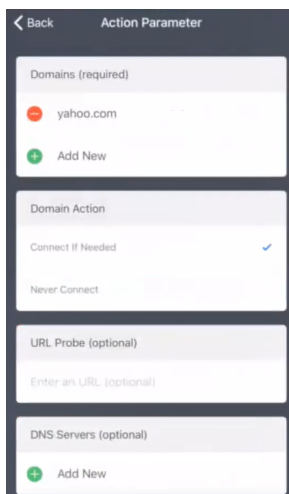 Back
Action Parameter
Domains (required)
yahoo.com
Add New
Domain Action
Connect If Needed
Never Connect
URL Probe (optional)
Enter an URL (optional)
DNS Servers (optional)
Add New